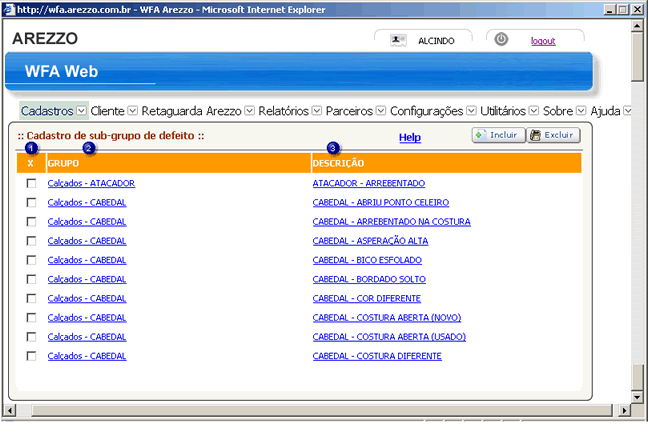 http://wfa.arezzo.com.br - WFA Arezzo - Microsoft Internet Explorer
AREZZO
ALCINDO
logout
WFA Web
Cadastros Cliente Retaguarda Arezzo Relatórios Parceiros Configurações Utilitários Sobre Ajuda
:: Cadastro de sub-grupo de defeito :: Help Incluir Excluir
1 2 3
X GRUPO DESCRIÇÃO
Calçados - ATACADOR ATACADOR - ARREBENTADO
Calçados - CABEDAL CABEDAL - ABRIU PONTO CELEIRO
Calçados - CABEDAL CABEDAL - ARREBENTADO NA COSTURA
Calçados - CABEDAL CABEDAL - ASPERAÇÃO ALTA
Calçados - CABEDAL CABEDAL - BICO ESFOLADO
Calçados - CABEDAL CABEDAL - BORDADO SOLTO
Calçados - CABEDAL CABEDAL - COR DIFERENTE
Calçados - CABEDAL CABEDAL - COSTURA ABERTA (NOVO)
Calçados - CABEDAL CABEDAL - COSTURA ABERTA (USADO)
Calçados - CABEDAL CABEDAL - COSTURA DIFERENTE